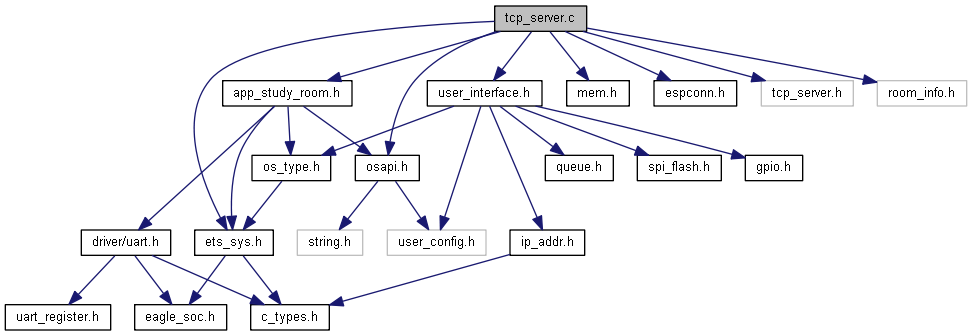 tcp_server.c
app_study_room.h
user_interface.h
mem.h
espconn.h
tcp_server.h
room_info.h
os_type.h
osapi.h
queue.h
spi_flash.h
gpio.h
driver/uart.h
ets_sys.h
string.h
user_config.h
ip_addr.h
uart_register.h
eagle_soc.h
c_types.h